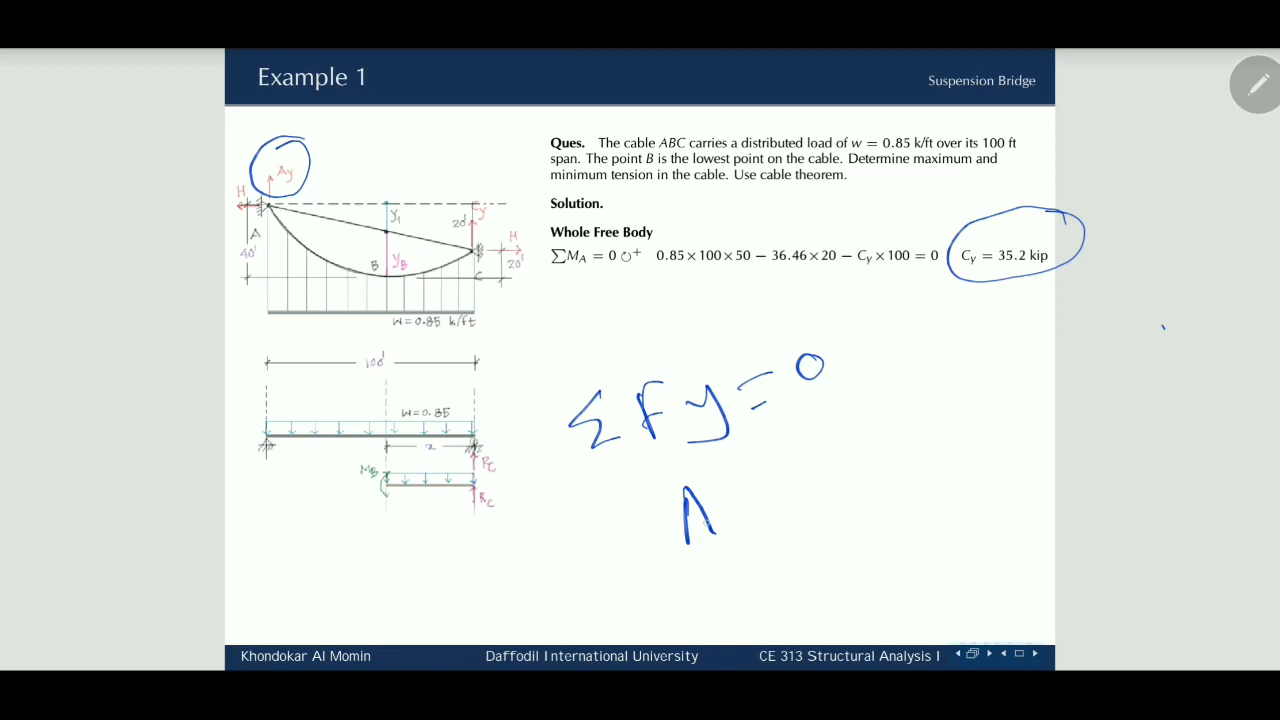 Example 1
Suspension Bridge
Ques. The cable ABC carries a distributed load of w = 0.85 k/ft over its 100 ft
span. The point B is the lowest point on the cable. Determine maximum and
minimum tension in the cable. Use cable theorem.
Solution.
Whole Free Body
∑M_A = 0 ↻+ 0.85×100×50 − 36.46×20 − C_y×100 = 0 C_y = 35.2 kip
Ay
H
A
40'
y1
20'
Cy
H
B
yB
C
20'
w=0.85 k/ft
100'
w=0.85
x
MB
Rc
Rc
ΣFy=0
A
Khondokar Al Momin
Daffodil International University
CE 313 Structural Analysis I